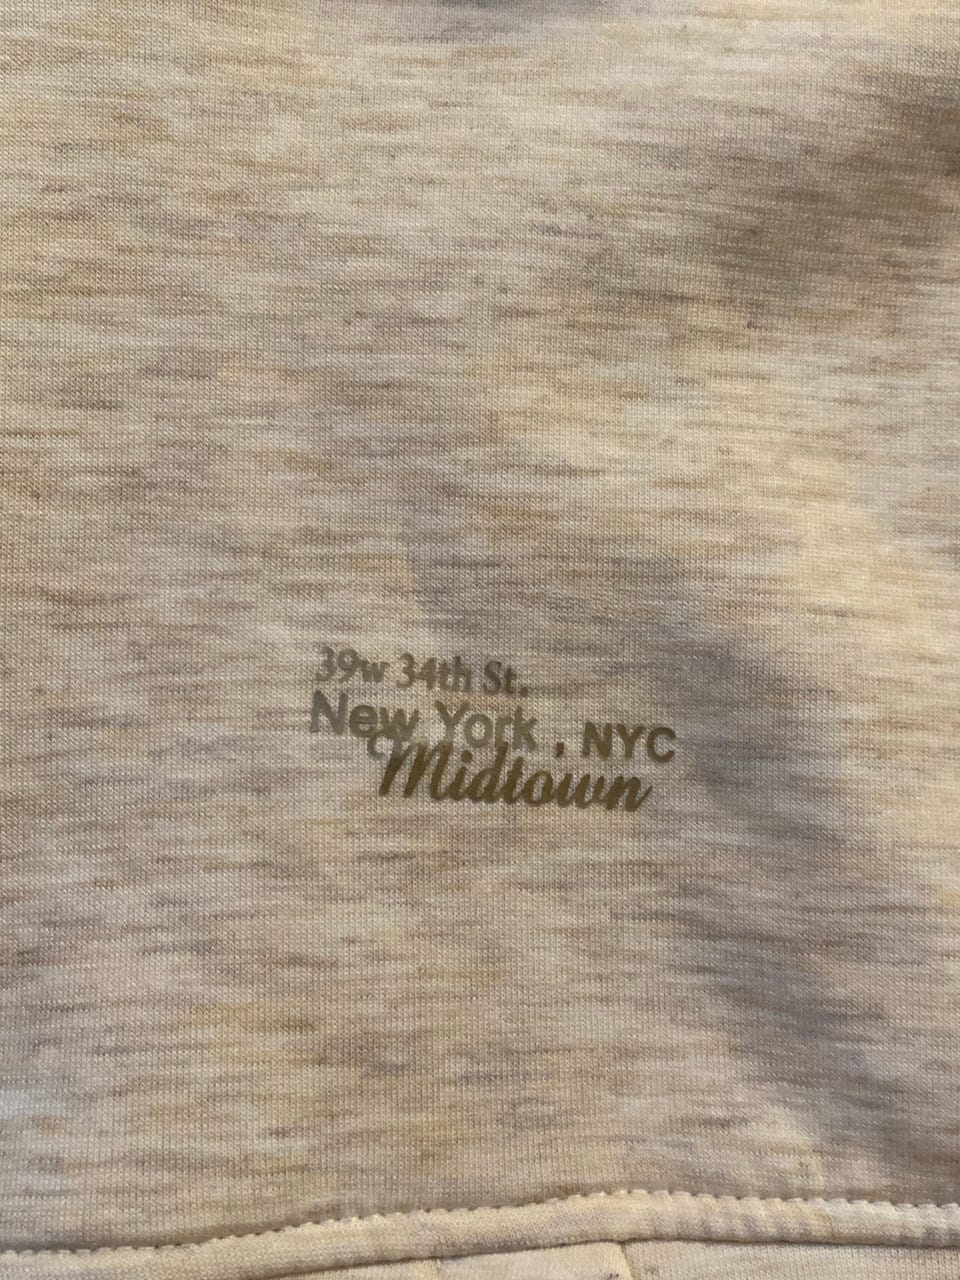 39w 34th St.
New York , NYC
Midtown